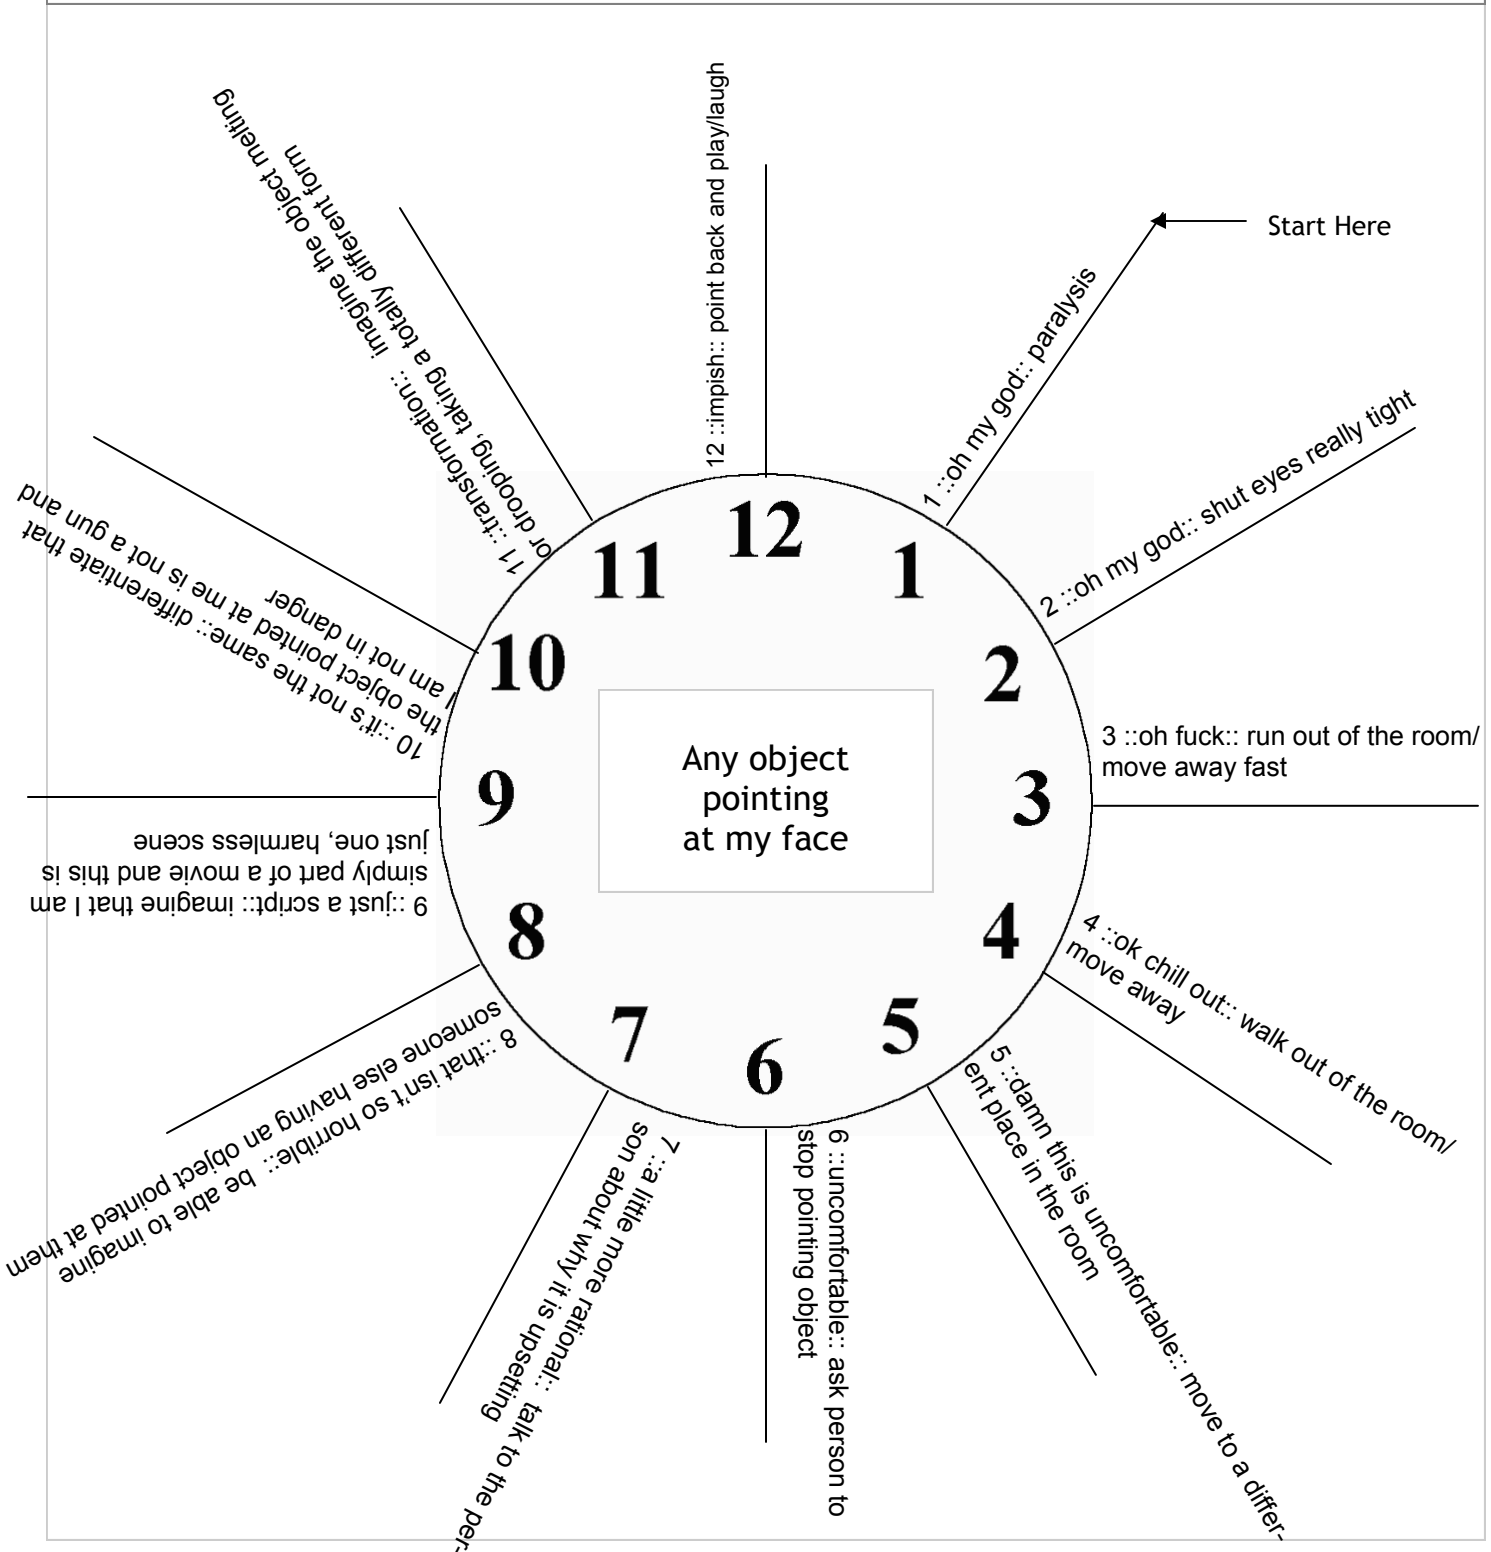 Start Here
12 ::impish:: point back and play/laugh
1 ::oh my god:: paralysis
2 ::oh my god:: shut eyes really tight
3 ::oh fuck:: run out of the room/
move away fast
4 ::ok chill out:: walk out of the room/
move away
5 ::damn this is uncomfortable:: move to a differ-
ent place in the room
6 ::uncomfortable:: ask person to
stop pointing object
7 ::a little more rational:: talk to the per-
son about why it is upsetting
8 ::that isn't so horrible:: be able to imagine
someone else having an object pointed at them
9 ::just a script:: imagine that I am
simply part of a movie and this is
just one, harmless scene
10 ::it's not the same:: differentiate that
the object pointed at me is not a gun and
I am not in danger
11 ::transformation:: imagine the object melting
or drooping, taking a totally different form
12
1
2
3
4
5
6
7
8
9
10
11
Any object
pointing
at my face